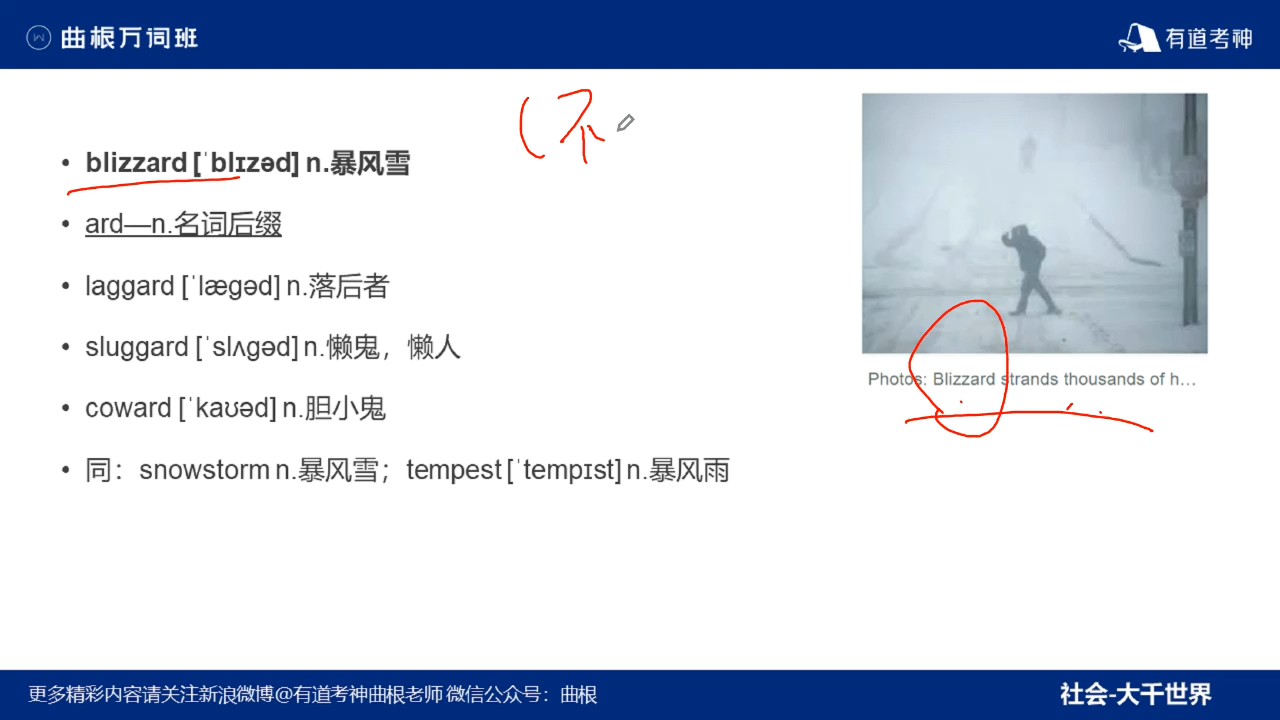 曲根万词班
有道考神
(不
• blizzard [ˈblɪzəd] n.暴风雪
• ard—n.名词后缀
• laggard [ˈlægəd] n.落后者
• sluggard [ˈslʌgəd] n.懒鬼，懒人
• coward [ˈkaʊəd] n.胆小鬼
• 同：snowstorm n.暴风雪；tempest [ˈtempɪst] n.暴风雨
Photos: Blizzard strands thousands of h…
更多精彩内容请关注新浪微博@有道考神曲根老师 微信公众号：曲根
社会-大千世界